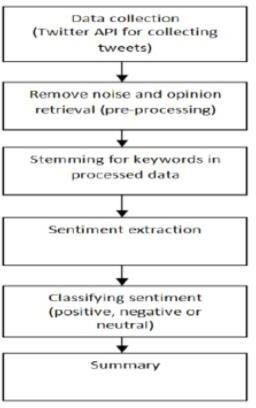 Data collection
(Twitter API for collecting
tweets)
Remove noise and opinion
retrieval (pre-processing)
Stemming for keywords in
processed data
Sentiment extraction
Classifying sentiment
(positive, negative or
neutral)
Summary